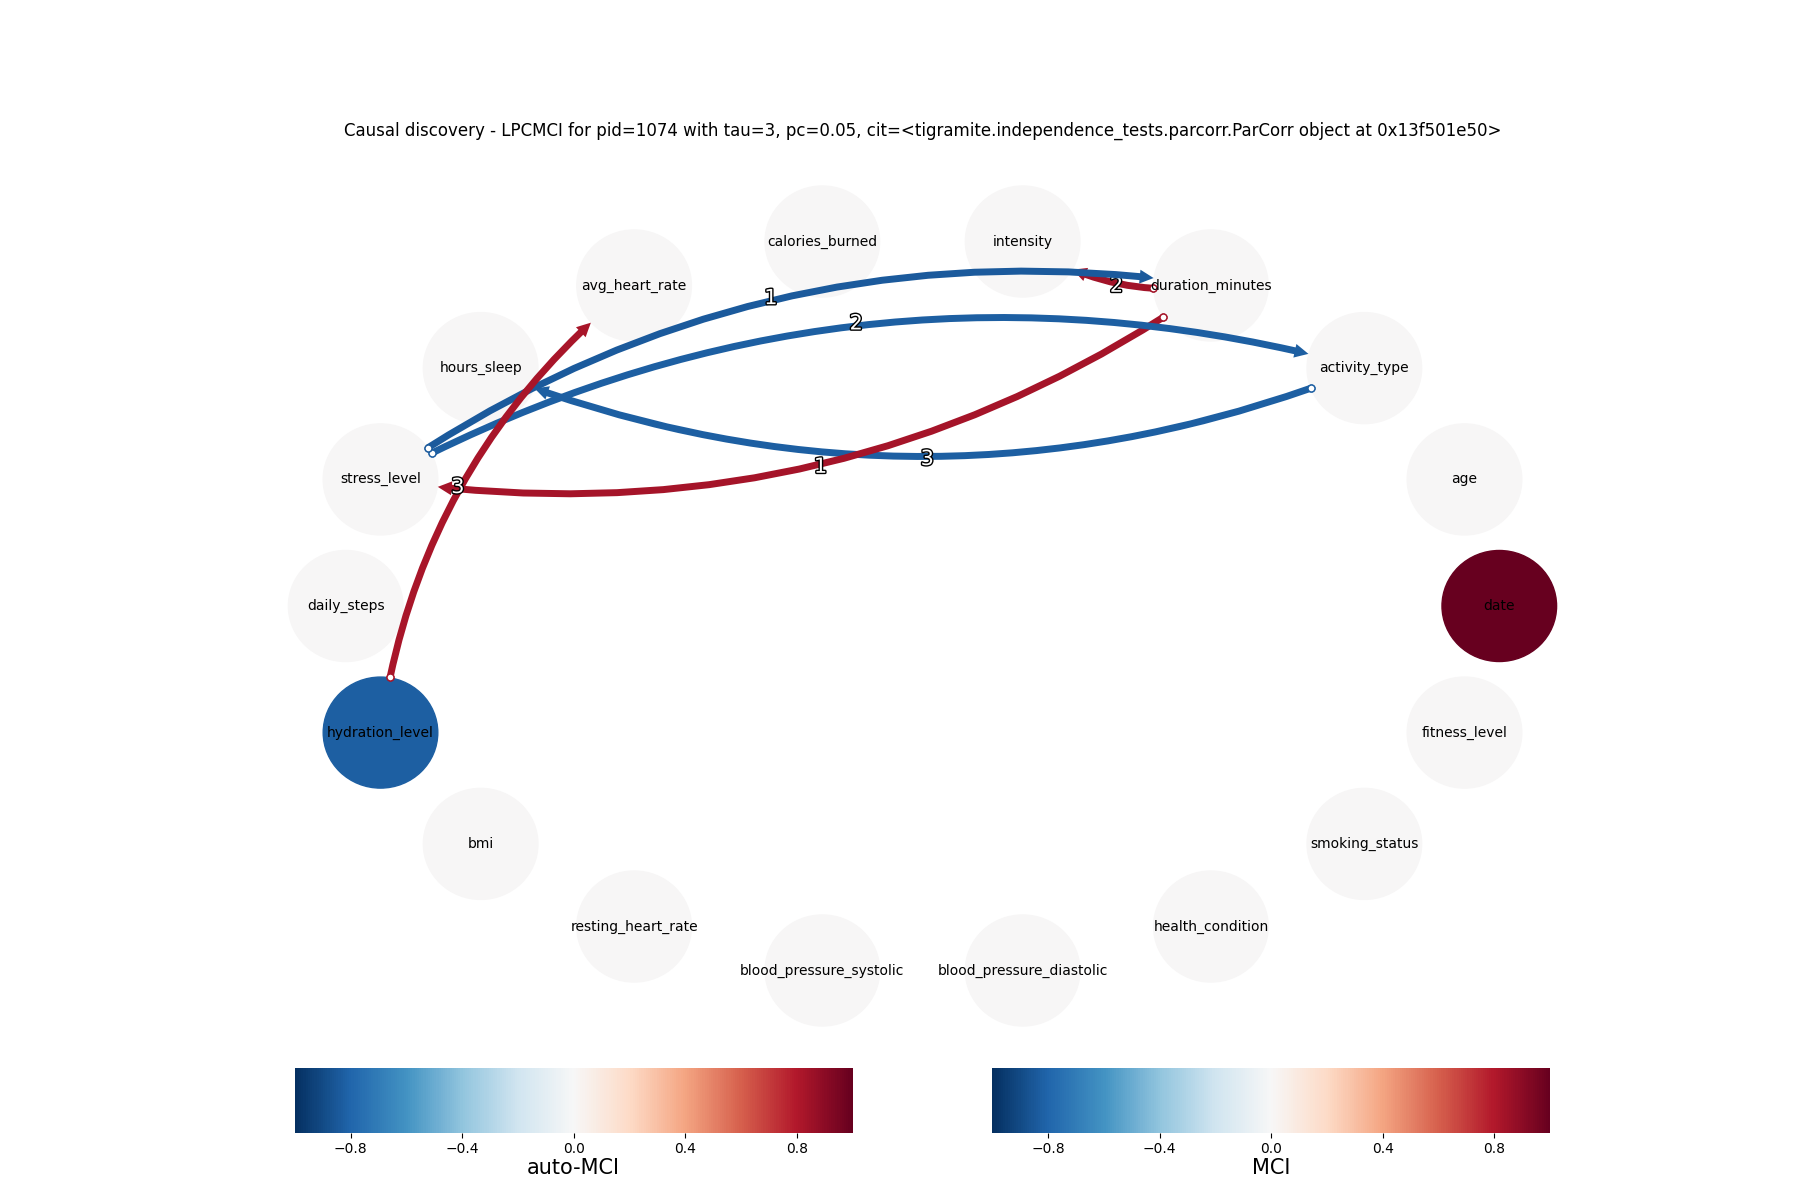 Causal discovery - LPCMCI for pid=1074 with tau=3, pc=0.05, cit=<tigramite.independence_tests.parcorr.ParCorr object at 0x13f501e50>
calories_burned
intensity
avg_heart_rate
duration_minutes
2
1
2
hours_sleep
activity_type
3
1
stress_level
3
age
daily_steps
date
hydration_level
fitness_level
bmi
smoking_status
resting_heart_rate
health_condition
blood_pressure_systolic
blood_pressure_diastolic
−0.8 −0.4 0.0 0.4 0.8
auto-MCI
−0.8 −0.4 0.0 0.4 0.8
MCI